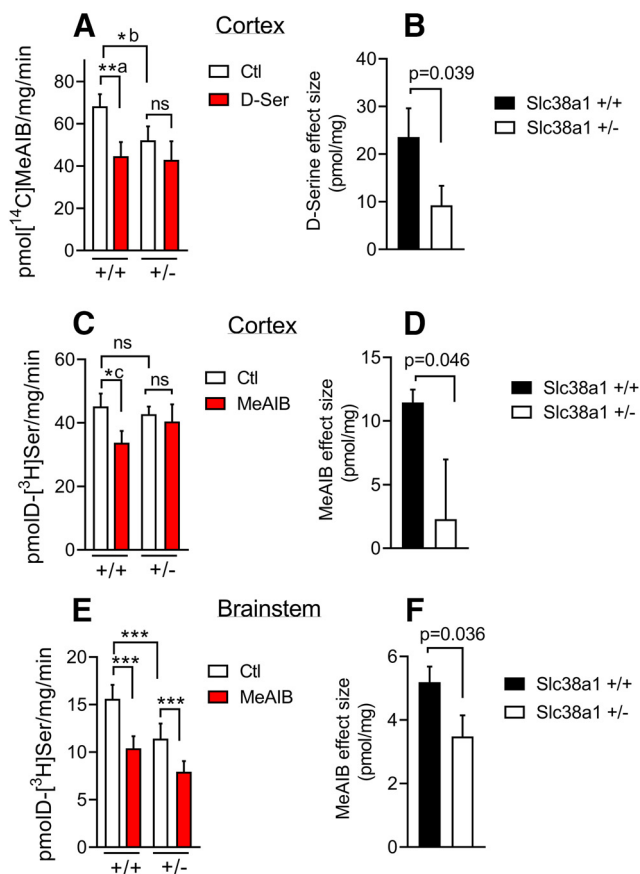 A
Cortex
*b
**a
ns
Ctl
D-Ser
80
60
40
20
0
pmol[14C]MeAIB/mg/min
+/+
+/-
B
p=0.039
40
30
20
10
0
D-Serine effect size
(pmol/mg)
Slc38a1 +/+
Slc38a1 +/-
C
Cortex
ns
*c
ns
Ctl
MeAIB
60
40
20
0
pmolD-[3H]Ser/mg/min
+/+
+/-
D
p=0.046
15
10
5
0
MeAIB effect size
(pmol/mg)
Slc38a1 +/+
Slc38a1 +/-
E
Brainstem
***
***
***
Ctl
MeAIB
20
15
10
5
0
pmolD-[3H]Ser/mg/min
+/+
+/-
F
p=0.036
6
4
2
0
MeAIB effect size
(pmol/mg)
Slc38a1 +/+
Slc38a1 +/-